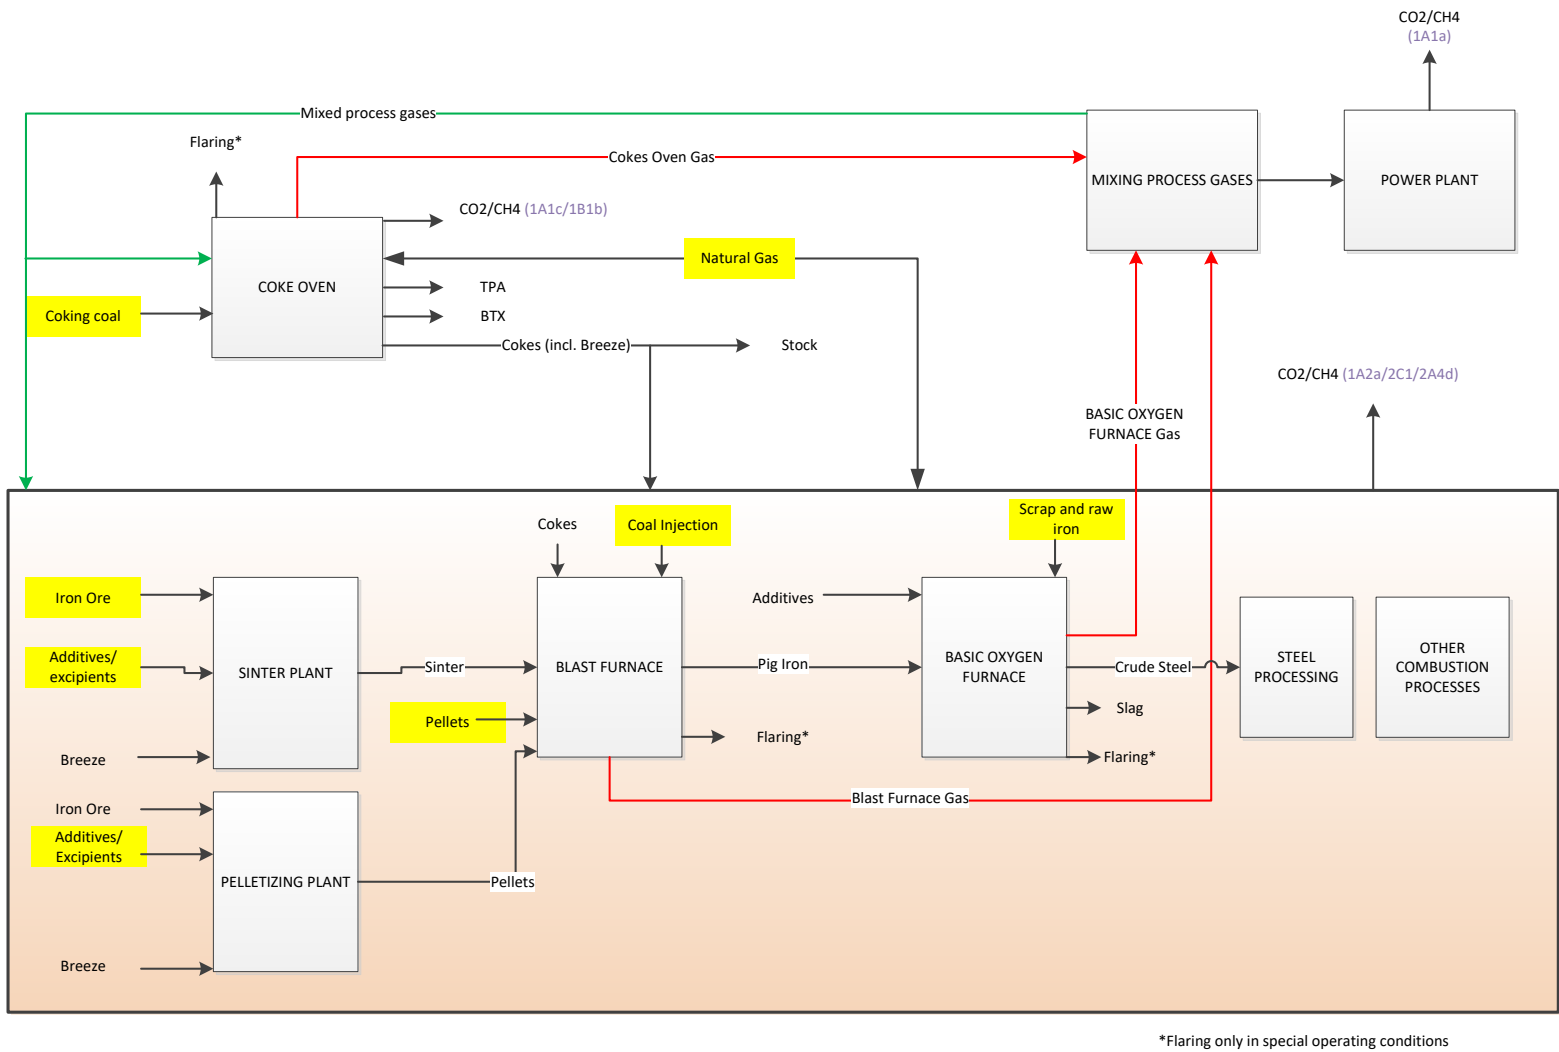 CO2/CH4
(1A1a)
Mixed process gases
Flaring*
Cokes Oven Gas
MIXING PROCESS GASES
POWER PLANT
CO2/CH4 (1A1c/1B1b)
Natural Gas
COKE OVEN
TPA
Coking coal
BTX
Cokes (incl. Breeze)
Stock
CO2/CH4 (1A2a/2C1/2A4d)
BASIC OXYGEN
FURNACE Gas
Cokes
Coal Injection
Scrap and raw
iron
Iron Ore
Additives
Additives/
excipients
SINTER PLANT
Sinter
BLAST FURNACE
Pig Iron
BASIC OXYGEN
FURNACE
Crude Steel
STEEL
PROCESSING
OTHER
COMBUSTION
PROCESSES
Pellets
Slag
Flaring*
Flaring*
Breeze
Blast Furnace Gas
Iron Ore
Additives/
Excipients
PELLETIZING PLANT
Pellets
Breeze
*Flaring only in special operating conditions